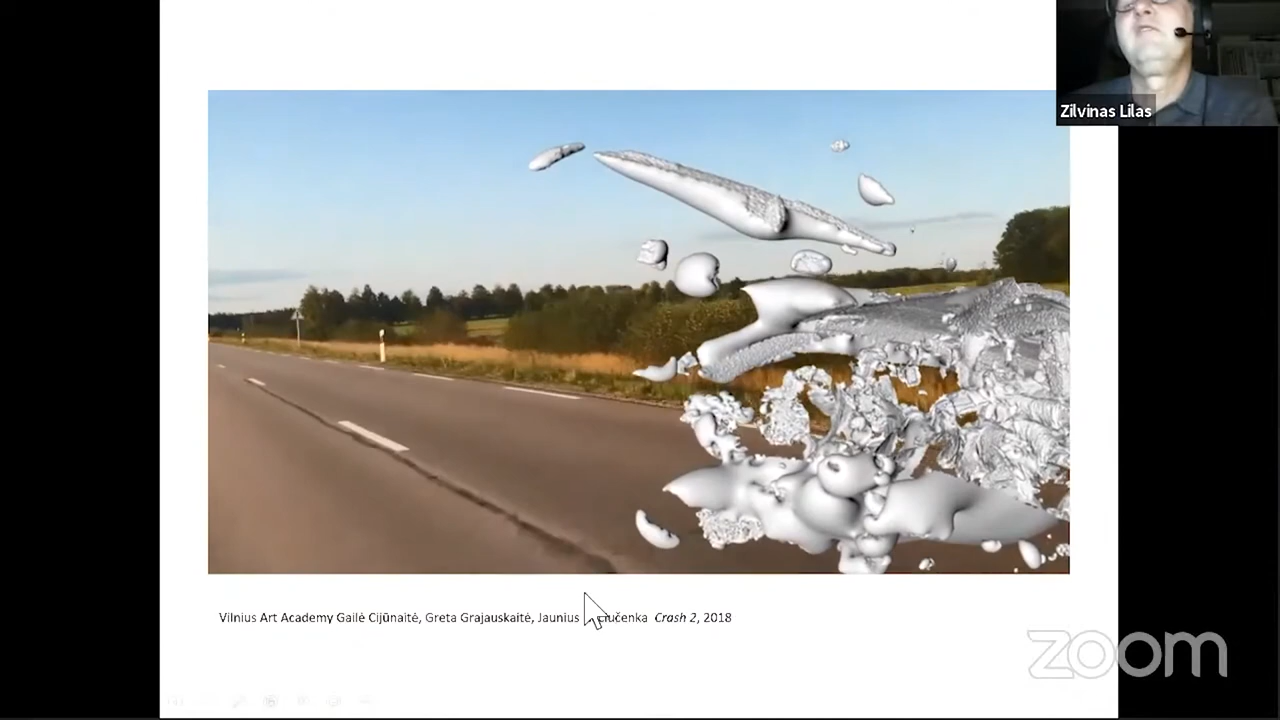 Zilvinas Lilas
Vilnius Art Academy Gailė Cijūnaitė, Greta Grajauskaitė, Jaunius Crash 2, 2018
zoom